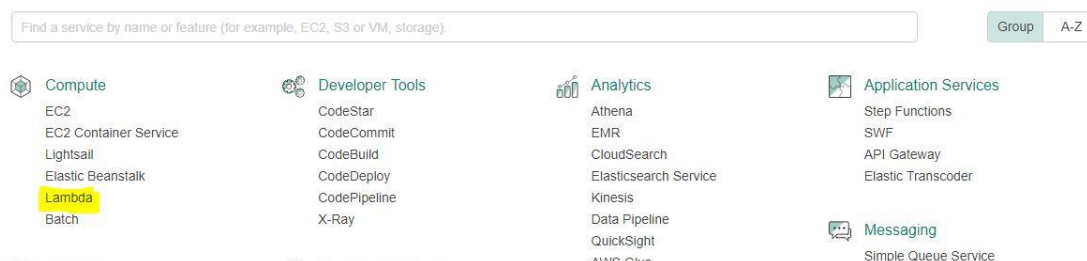 Find a service by name or feature (for example, EC2, S3 or VM, storage).
Group
A-Z
Compute
EC2
EC2 Container Service
Lightsail
Elastic Beanstalk
Lambda
Batch
Developer Tools
CodeStar
CodeCommit
CodeBuild
CodeDeploy
CodePipeline
X-Ray
Analytics
Athena
EMR
CloudSearch
Elasticsearch Service
Kinesis
Data Pipeline
QuickSight
AWS Glue
Application Services
Step Functions
SWF
API Gateway
Elastic Transcoder
Messaging
Simple Queue Service